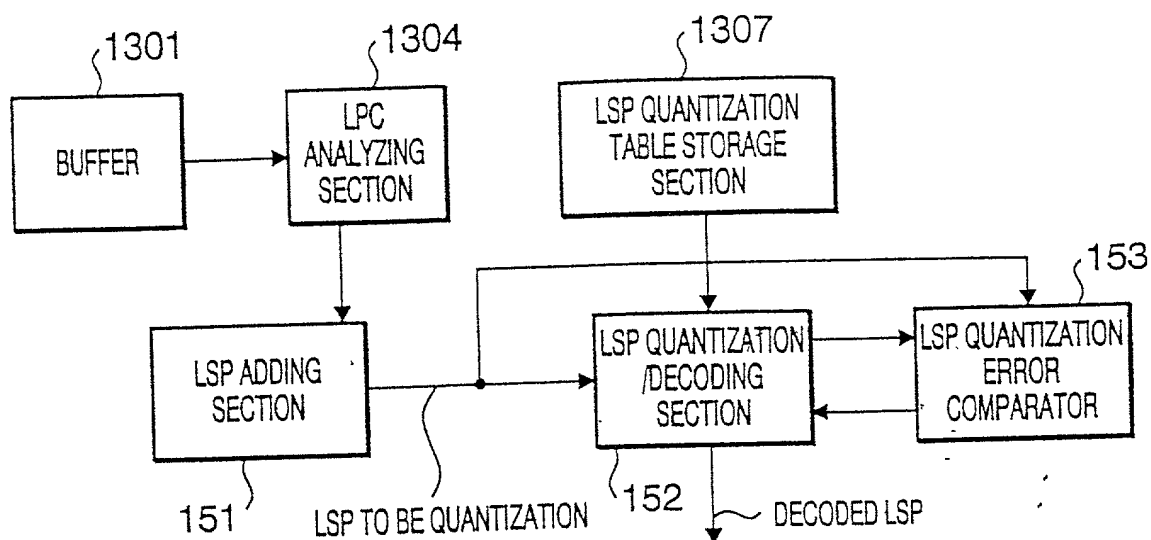 1301
1304
1307
BUFFER
LPC
ANALYZING
SECTION
LSP QUANTIZATION
TABLE STORAGE
SECTION
153
LSP ADDING
SECTION
LSP QUANTIZATION
/DECODING
SECTION
LSP QUANTIZATION
ERROR
COMPARATOR
151
LSP TO BE QUANTIZATION
152
DECODED LSP